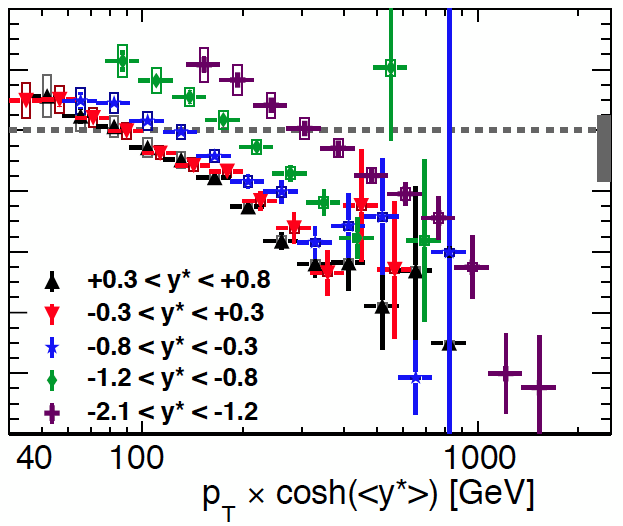 +0.3 < y* < +0.8
-0.3 < y* < +0.3
-0.8 < y* < -0.3
-1.2 < y* < -0.8
-2.1 < y* < -1.2
40 100 1000
p_T × cosh(<y*>) [GeV]